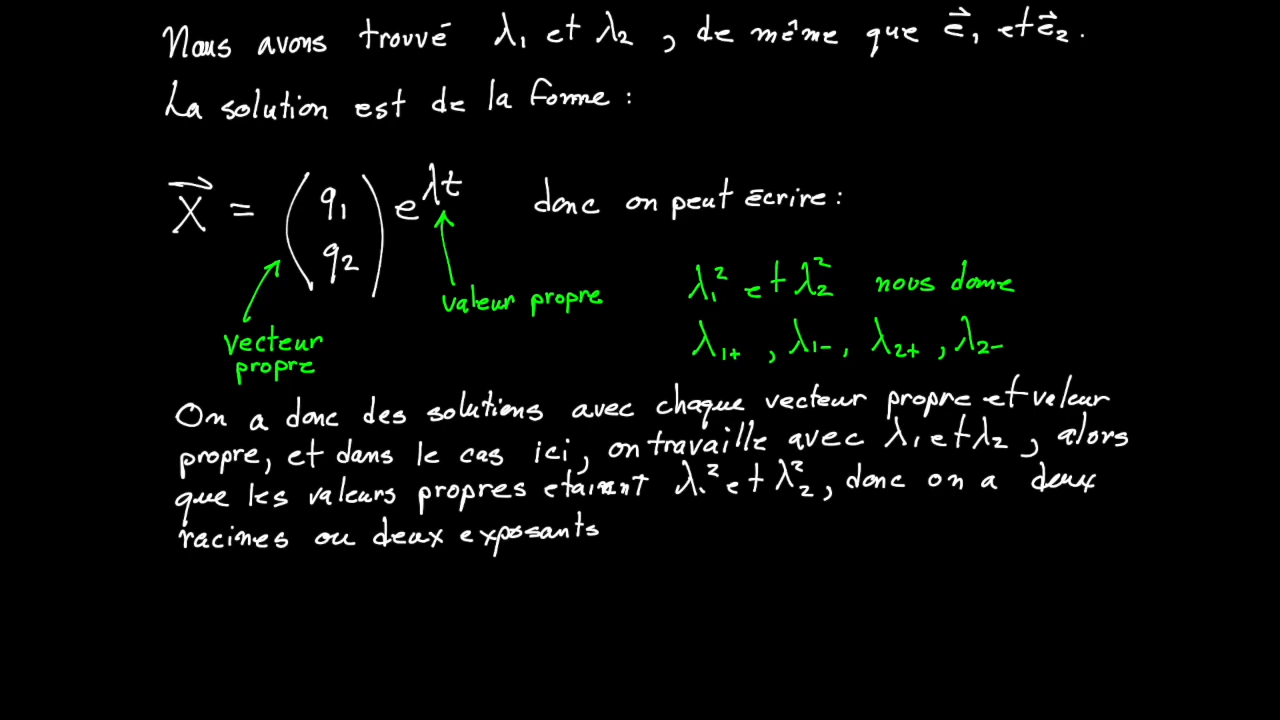 Nous avons trouvé λ₁ et λ₂, de même que e⃗₁ et e⃗₂.
La solution est de la forme :
X⃗ = (q₁ q₂) e^λt donc on peut écrire :
valeur propre
vecteur
propre
λ₁² et λ₂² nous donne
λ₁₊, λ₁₋, λ₂₊, λ₂₋
On a donc des solutions avec chaque vecteur propre et valeur
propre, et dans le cas ici, on travaille avec λ₁ et λ₂, alors
que les valeurs propres etaient λ₁² et λ₂², donc on a deux
racines ou deux exposants